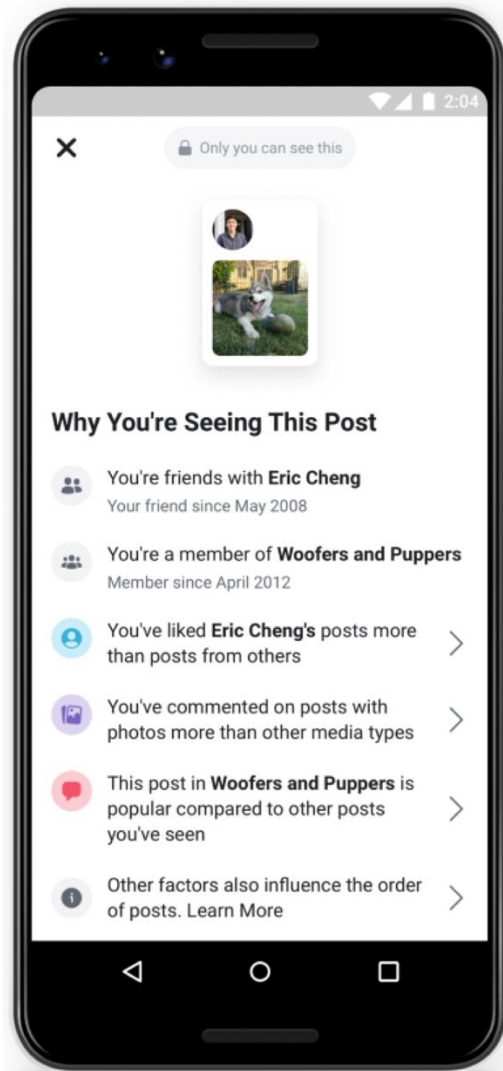 2:04
Only you can see this
Why You're Seeing This Post
You're friends with Eric Cheng
Your friend since May 2008
You're a member of Woofers and Puppers
Member since April 2012
You've liked Eric Cheng's posts more
than posts from others
You've commented on posts with
photos more than other media types
This post in Woofers and Puppers is
popular compared to other posts
you've seen
Other factors also influence the order
of posts. Learn More